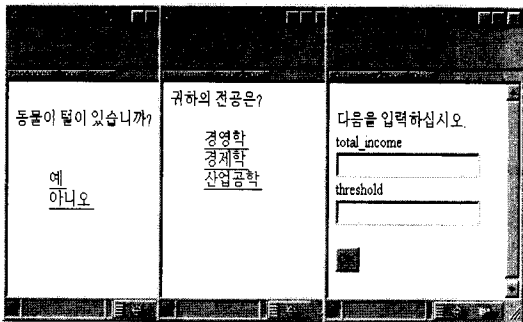 동물이 털이 있습니까?
예
아니오
귀하의 전공은?
경영학
경제학
산업공학
다음을 입력하십시오.
total_income
threshold